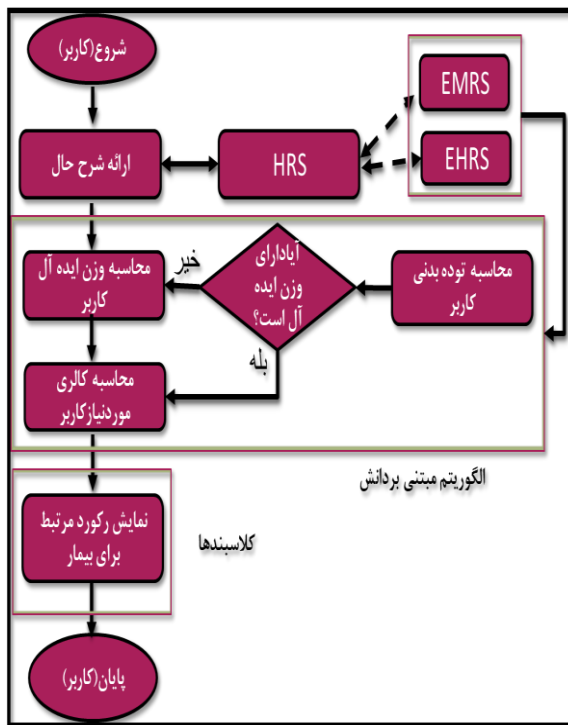 شروع(کاربر)
EMRS
ارائه شرح حال
HRS
EHRS
محاسبه وزن ایده آل
کاربر
خیر
آیادارای
وزن ایده
آل است؟
محاسبه توده بدنی
کاربر
بله
محاسبه کالری
موردنیازکاربر
الگوریتم مبتنی بردانش
نمایش رکورد مرتبط
برای بیمار
کلاسبندها
پایان(کاربر)